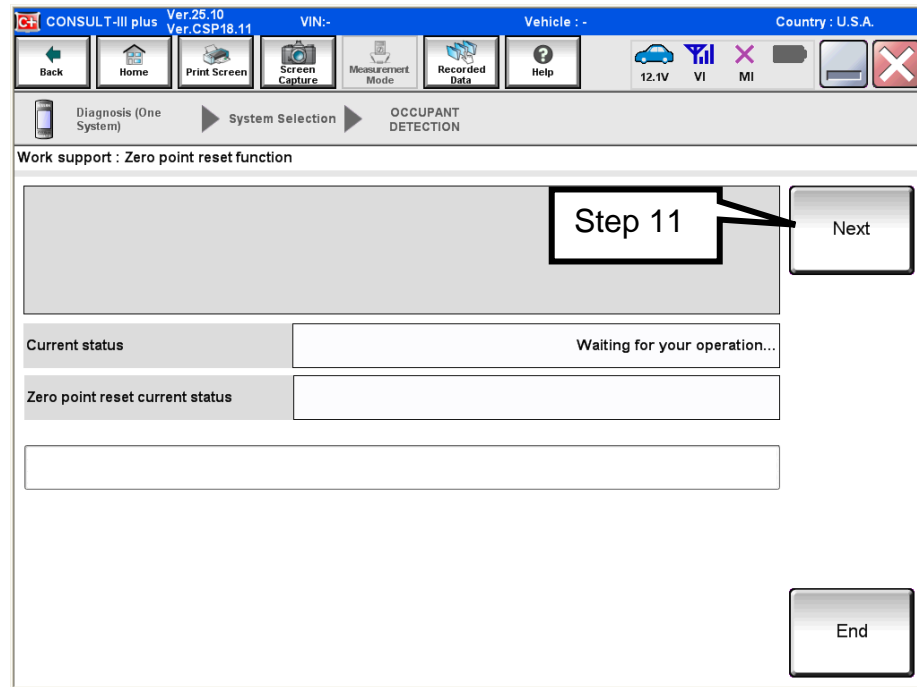 C+ CONSULT-III plus Ver.25.10 VIN:- Vehicle : - Country : U.S.A.
Ver.CSP18.11
Back Home Print Screen Screen Capture Measurement Mode Recorded Data Help 12.1V VI MI
Diagnosis (One System) System Selection OCCUPANT DETECTION
Work support : Zero point reset function
Step 11
Next
Current status Waiting for your operation...
Zero point reset current status
End